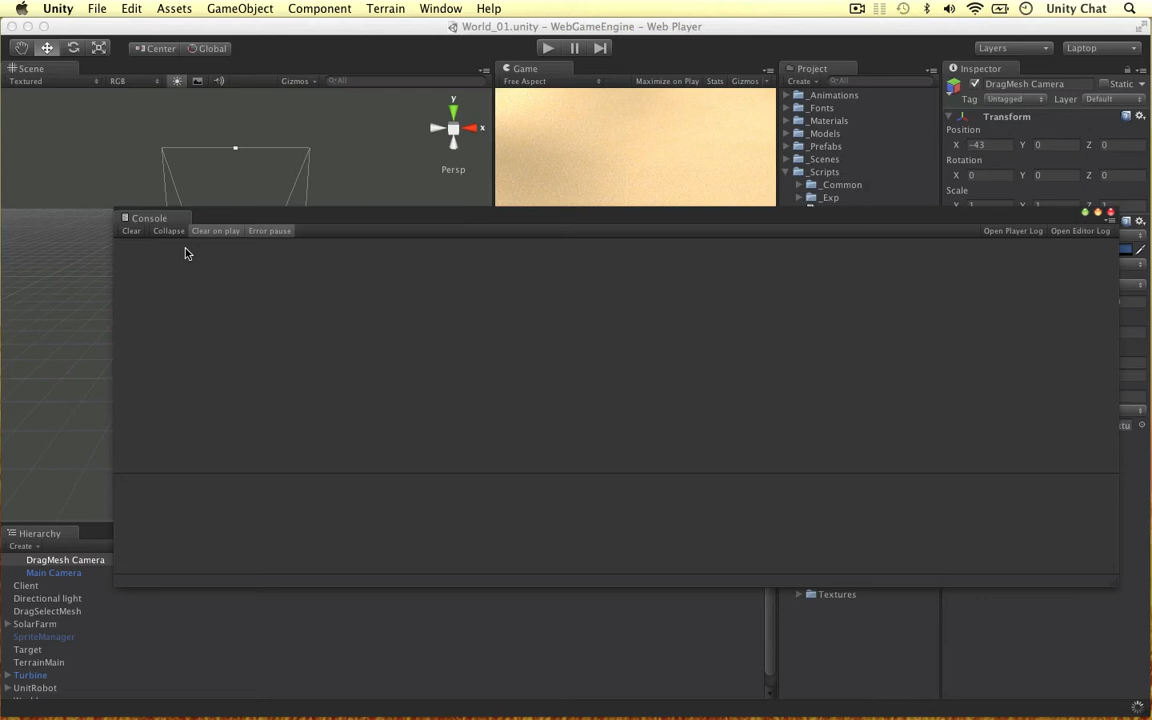 Unity File Edit Assets GameObject Component Terrain Window Help Unity Chat
World_01.unity – WebGameEngine – Web Player
Center Global Layers Laptop
Scene Game Project Inspector
Textured RGB Gizmos All Free Aspect Maximize on Play Stats Gizmos Create All DragMesh Camera Static
Tag Untagged Layer Default
y
x
Persp
_Animations
_Fonts
_Materials
_Models
_Prefabs
_Scenes
_Scripts
_Common
_Exp
Transform
Position
X -43 Y 0 Z 0
Rotation
X 0 Y 0 Z 0
Scale
Console
Clear Collapse Clear on play Error pause Open Player Log Open Editor Log
Hierarchy
Create
DragMesh Camera
Main Camera
Client
Directional light
DragSelectMesh
SolarFarm
SpriteManager
Target
TerrainMain
Turbine
UnitRobot
Textures